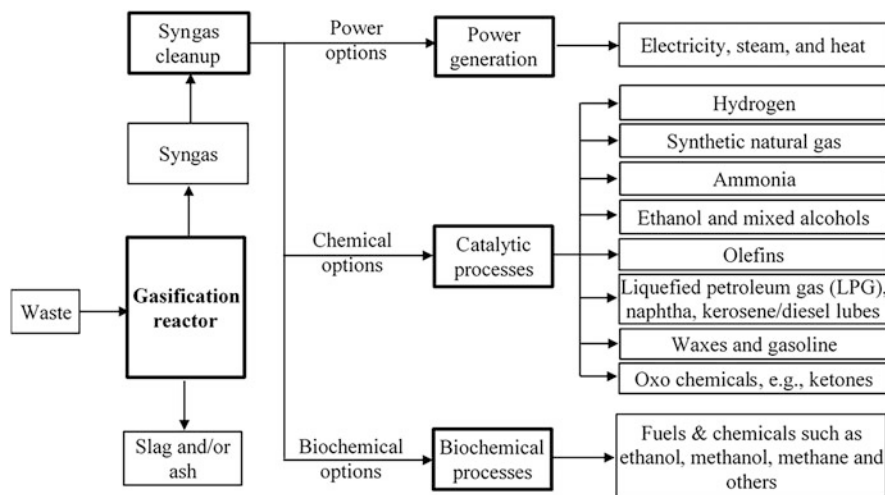 Syngas
cleanup
Power
options
Power
generation
Electricity, steam, and heat
Syngas
Hydrogen
Synthetic natural gas
Ammonia
Ethanol and mixed alcohols
Chemical
options
Catalytic
processes
Olefins
Liquefied petroleum gas (LPG),
naphtha, kerosene/diesel lubes
Waxes and gasoline
Oxo chemicals, e.g., ketones
Waste
Gasification
reactor
Slag and/or
ash
Biochemical
options
Biochemical
processes
Fuels & chemicals such as
ethanol, methanol, methane and
others